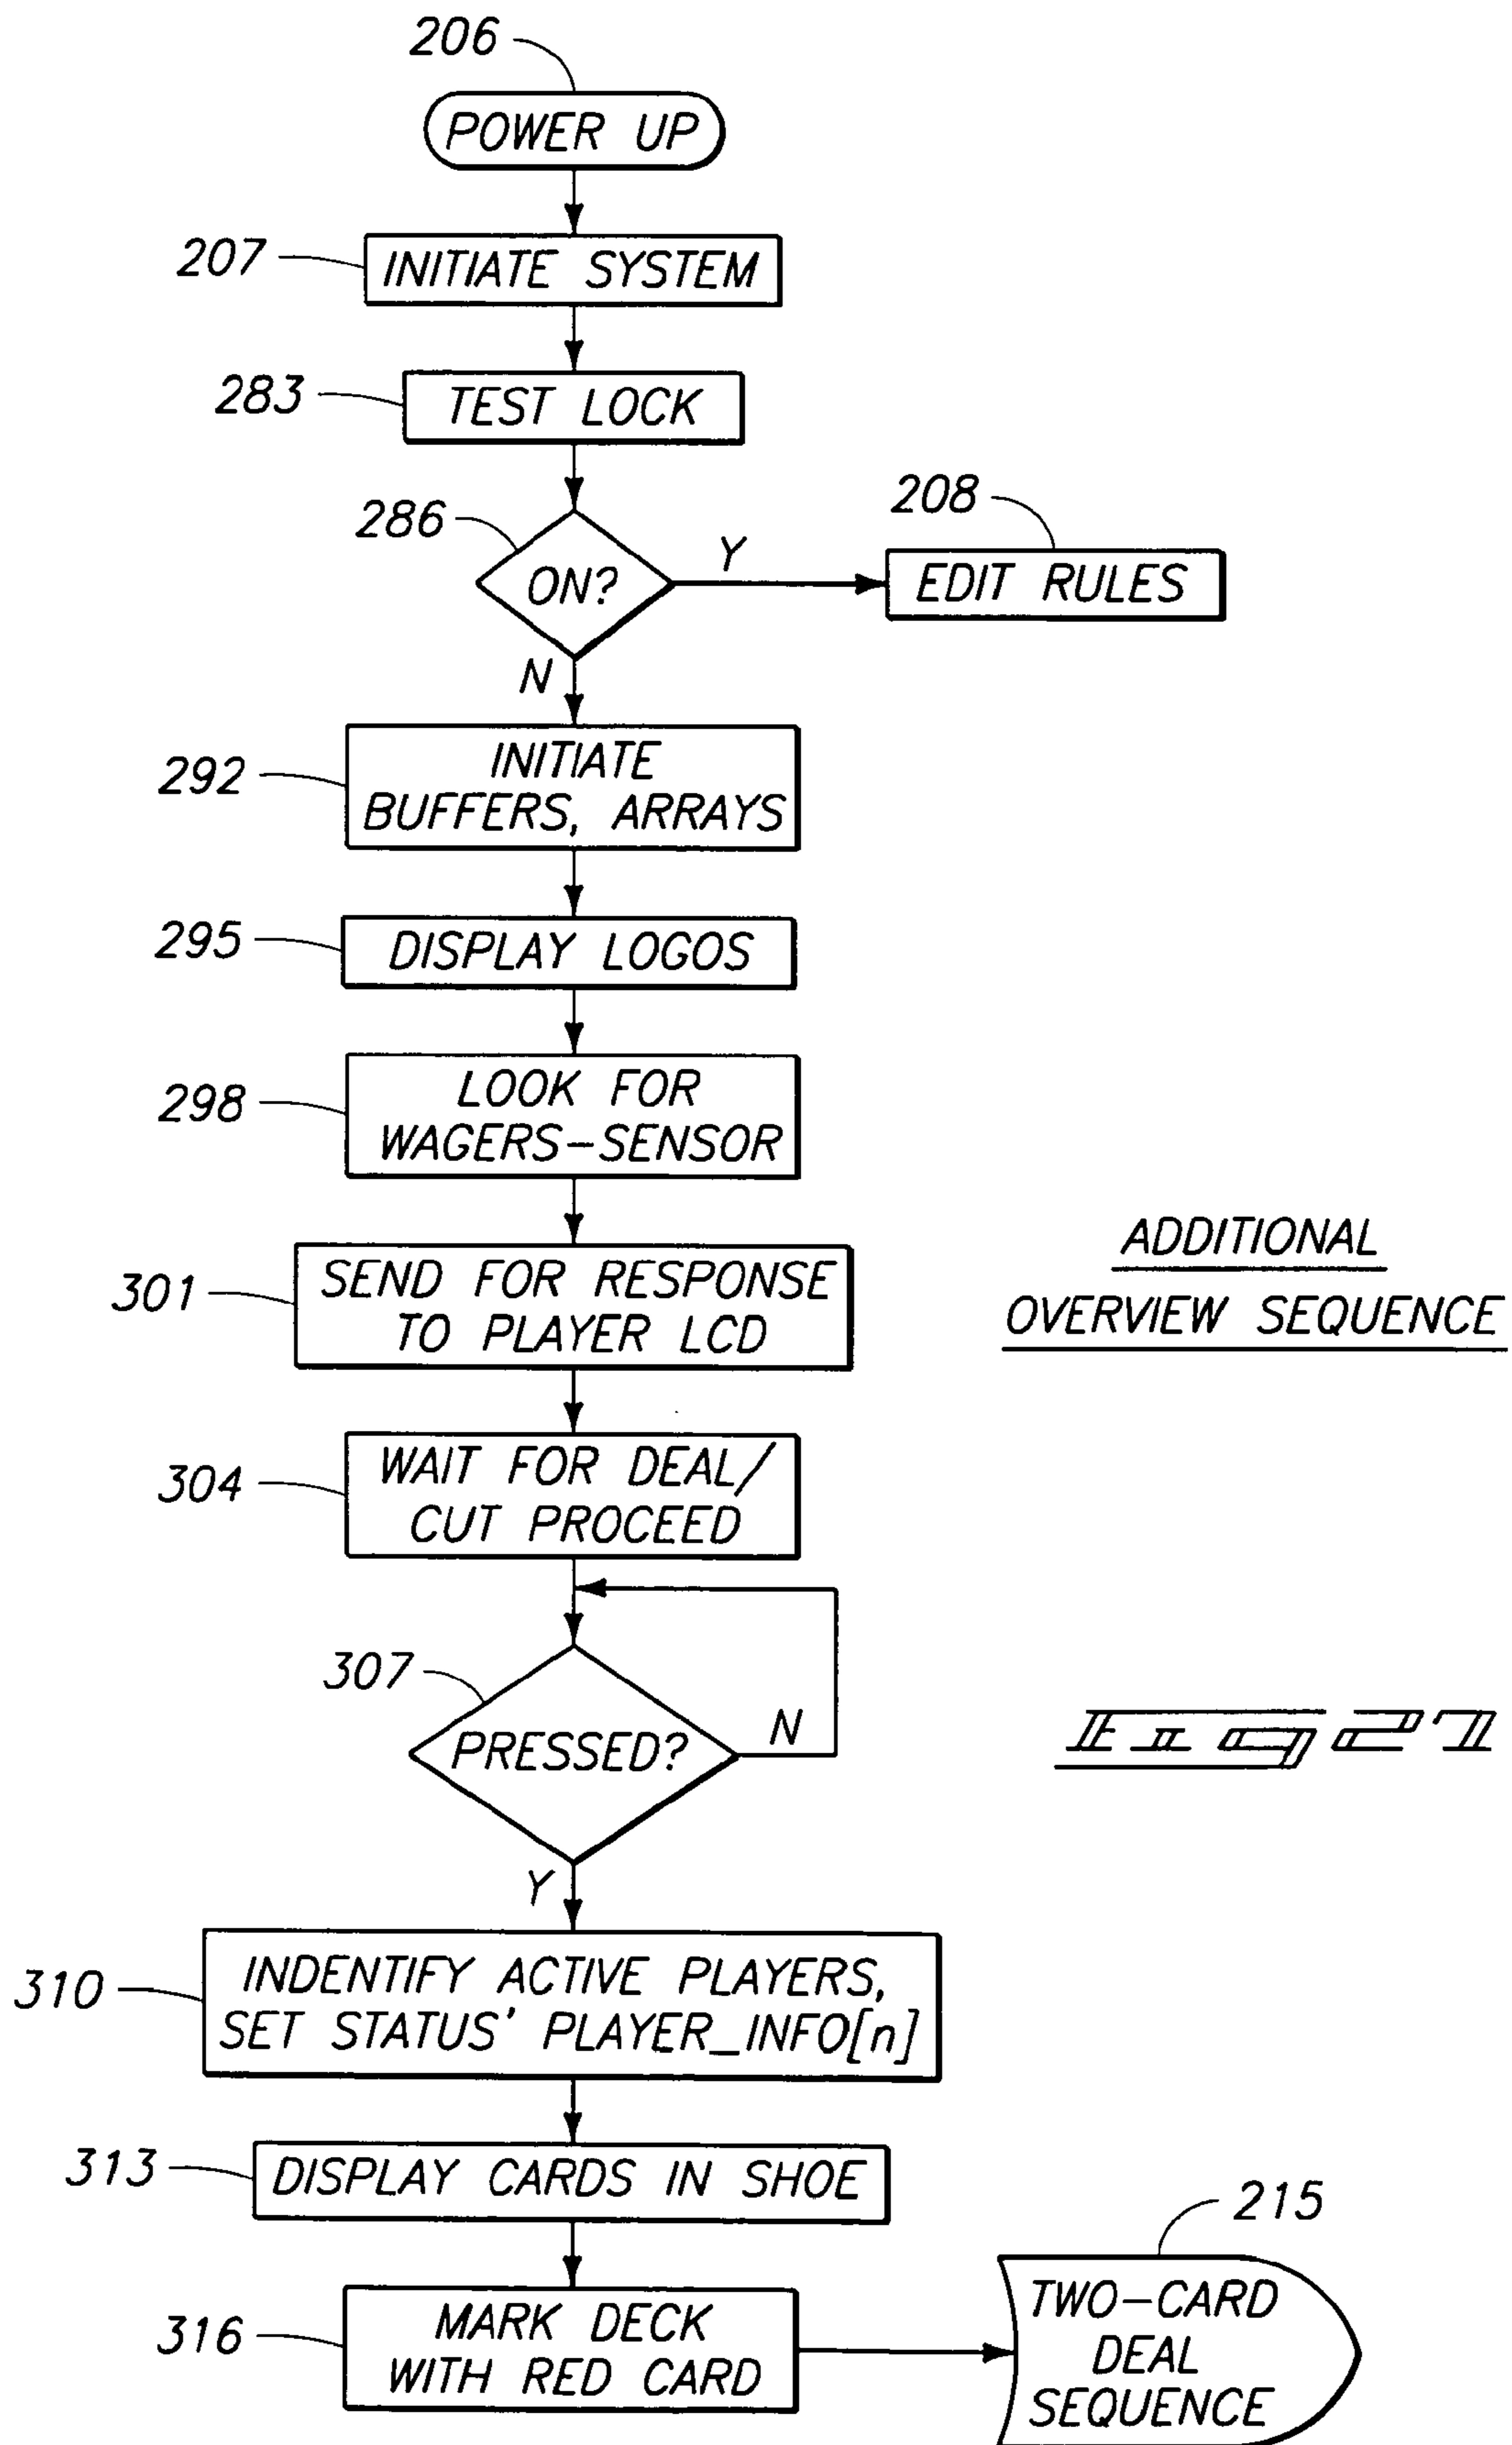 206
POWER UP
207
INITIATE SYSTEM
283
TEST LOCK
286
ON?
Y
208
EDIT RULES
N
292
INITIATE
BUFFERS, ARRAYS
295
DISPLAY LOGOS
298
LOOK FOR
WAGERS-SENSOR
301
SEND FOR RESPONSE
TO PLAYER LCD
ADDITIONAL
OVERVIEW SEQUENCE
304
WAIT FOR DEAL/
CUT PROCEED
307
PRESSED?
N
Fig 27
Y
310
INDENTIFY ACTIVE PLAYERS,
SET STATUS' PLAYER_INFO[n]
313
DISPLAY CARDS IN SHOE
215
316
MARK DECK
WITH RED CARD
TWO-CARD
DEAL
SEQUENCE